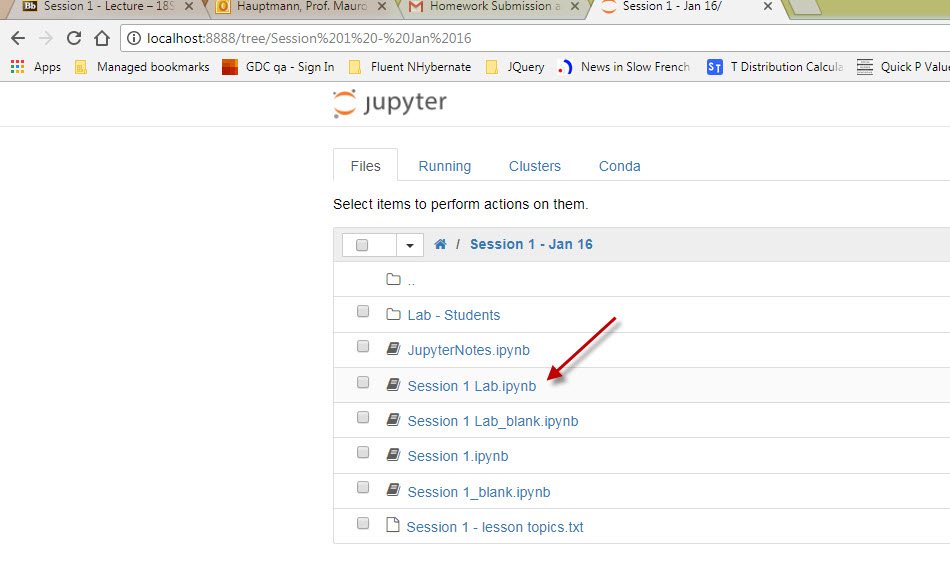 Bb Session 1 - Lecture – 18S
Hauptmann, Prof. Mauro
Homework Submission a
Session 1 - Jan 16/
localhost:8888/tree/Session%201%20-%20Jan%2016
Apps Managed bookmarks GDC qa - Sign In Fluent NHybernate JQuery News in Slow French ST T Distribution Calcula Quick P Value
jupyter
Files Running Clusters Conda
Select items to perform actions on them.
/ Session 1 - Jan 16
..
Lab - Students
JupyterNotes.ipynb
Session 1 Lab.ipynb
Session 1 Lab_blank.ipynb
Session 1.ipynb
Session 1_blank.ipynb
Session 1 - lesson topics.txt